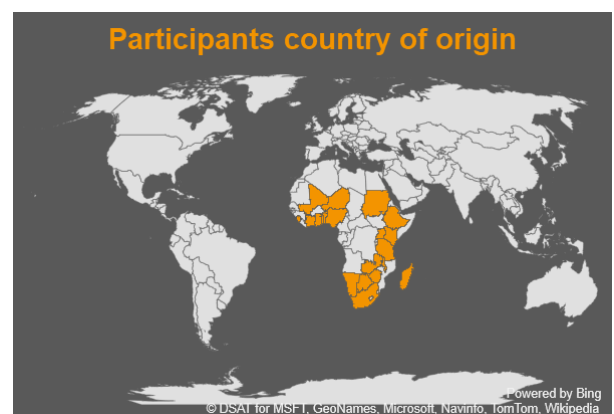 Participants country of origin
Powered by Bing
© DSAT for MSFT, GeoNames, Microsoft, Navinfo, TomTom, Wikipedia